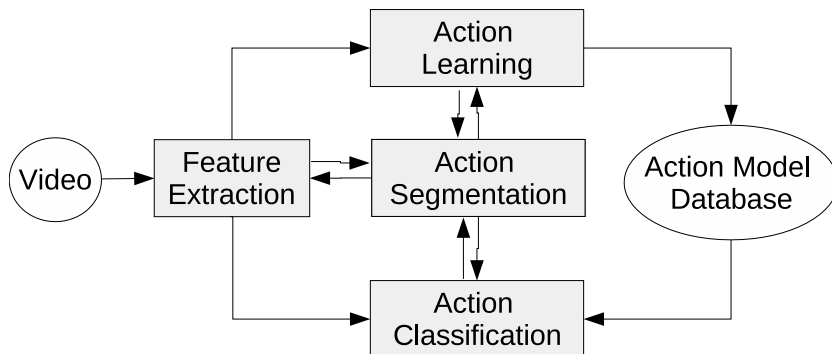 Action
Learning
Video
Feature
Extraction
Action
Segmentation
Action Model
Database
Action
Classification